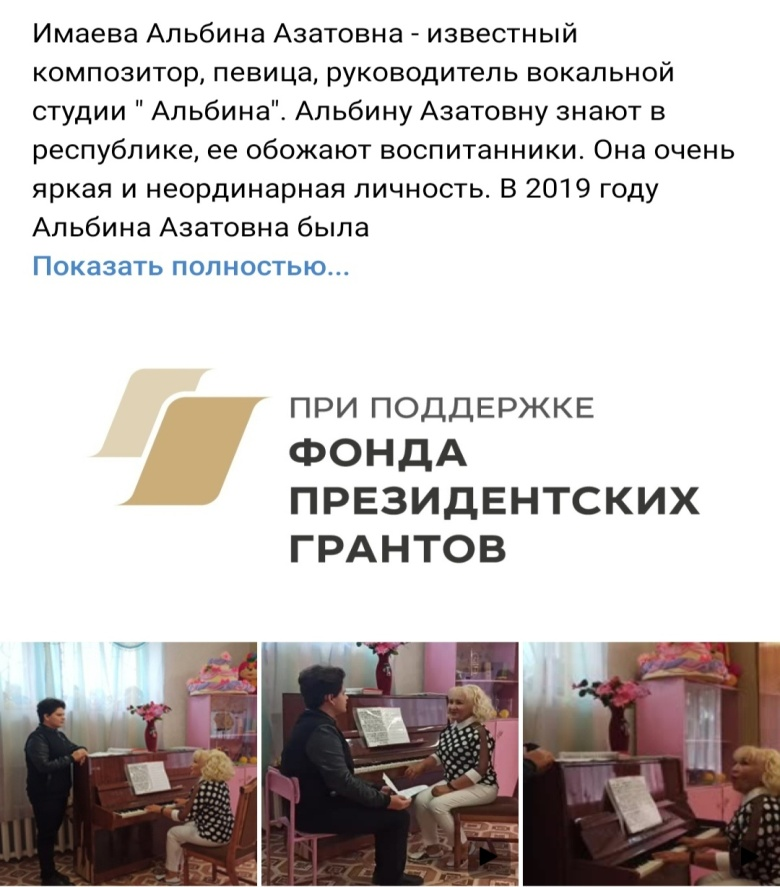 Имаева Альбина Азатовна - известный
композитор, певица, руководитель вокальной
студии " Альбина". Альбину Азатовну знают в
республике, ее обожают воспитанники. Она очень
яркая и неординарная личность. В 2019 году
Альбина Азатовна была
Показать полностью...
ПРИ ПОДДЕРЖКЕ
ФОНДА
ПРЕЗИДЕНТСКИХ
ГРАНТОВ